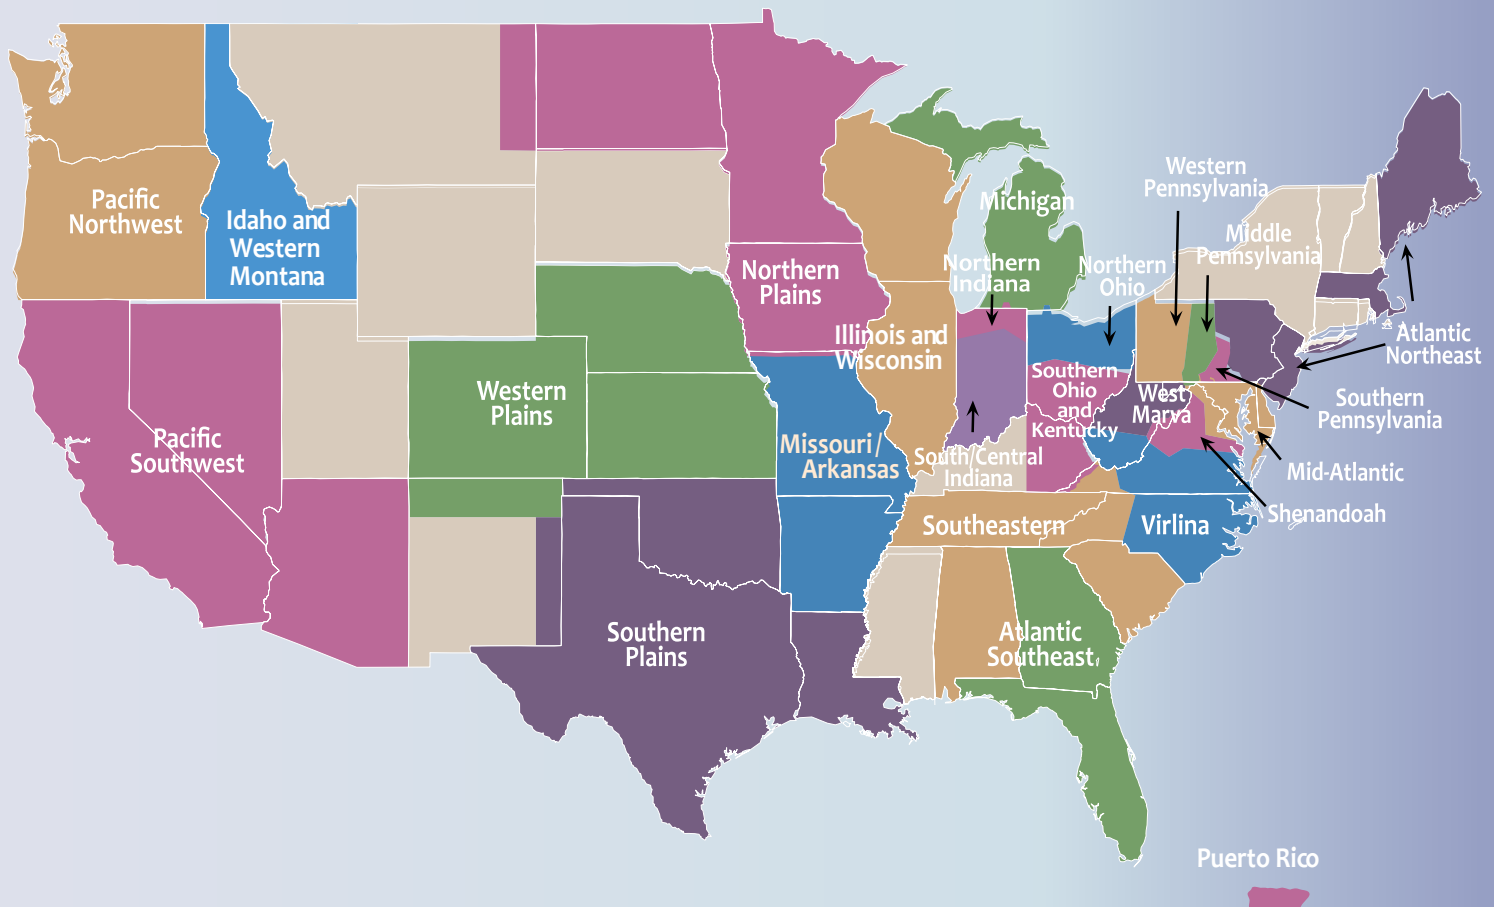 Western
Pennsylvania
Pacific
Northwest
Idaho and
Western
Montana
Michigan
Middle
Pennsylvania
Northern
Plains
Northern
Indiana
Northern
Ohio
Illinois and
Wisconsin
Atlantic
Northeast
Western
Plains
Southern
Ohio
and
Kentucky
West
Marva
Southern
Pennsylvania
Pacific
Southwest
Missouri/
Arkansas
South/Central
Indiana
Mid-Atlantic
Shenandoah
Southeastern
Virlina
Southern
Plains
Atlantic
Southeast
Puerto Rico